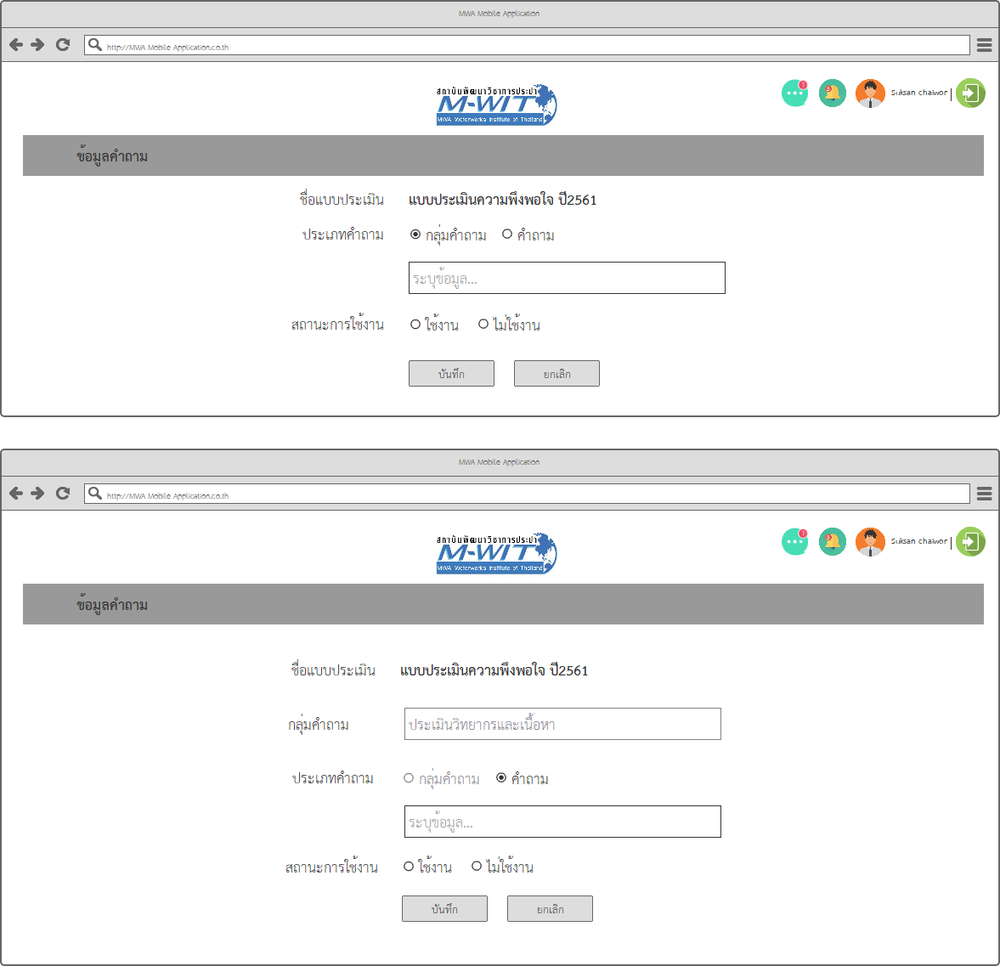 MWA Mobile Application
http://MWA Mobile Application.co.th
สถาบันพัฒนาวิชาการประปา
M-WIT
MWA Waterworks Institute of Thailand
1
3
Suksan chaiwon
ข้อมูลคำถาม
ชื่อแบบประเมิน แบบประเมินความพึงพอใจ ปี2561
ประเภทคำถาม กลุ่มคำถาม คำถาม
ระบุข้อมูล...
สถานะการใช้งาน ใช้งาน ไม่ใช้งาน
บันทึก ยกเลิก
MWA Mobile Application
http://MWA Mobile Application.co.th
สถาบันพัฒนาวิชาการประปา
M-WIT
MWA Waterworks Institute of Thailand
1
3
Suksan chaiwon
ข้อมูลคำถาม
ชื่อแบบประเมิน แบบประเมินความพึงพอใจ ปี2561
กลุ่มคำถาม ประเมินวิทยากรและเนื้อหา
ประเภทคำถาม กลุ่มคำถาม คำถาม
ระบุข้อมูล...
สถานะการใช้งาน ใช้งาน ไม่ใช้งาน
บันทึก ยกเลิก